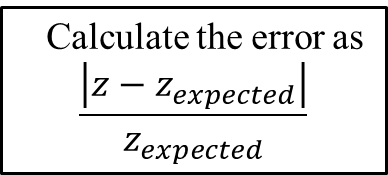 Calculate the error as
|z − z_expected|
z_expected